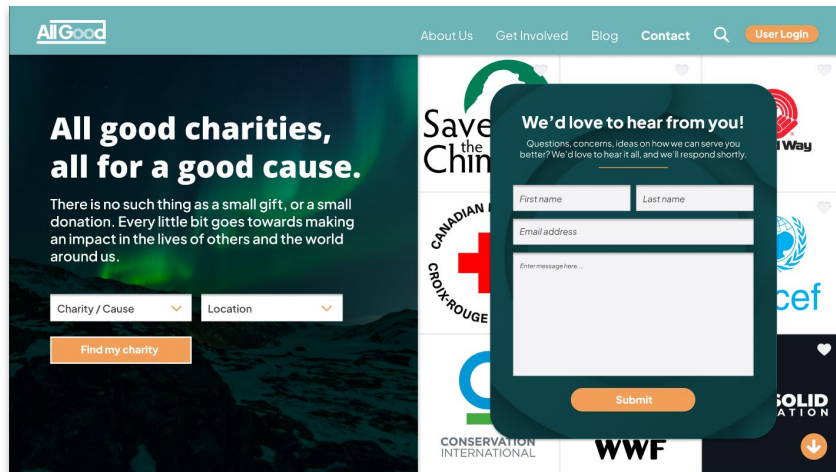 All Good
About Us
Get Involved
Blog
Contact
User Login
All good charities,
all for a good cause.
There is no such thing as a small gift, or a small
donation. Every little bit goes towards making
an impact in the lives of others and the world
around us.
Charity / Cause
Location
Find my charity
Save
the
Chim
CANADIAN
CROIX-ROUGE
CONSERVATION
INTERNATIONAL
WWF
Way
cef
SOLID
ATION
We'd love to hear from you!
Questions, concerns, ideas on how we can serve you
better? We'd love to hear it all, and we'll respond shortly.
First name
Last name
Email address
Enter message here...
Submit